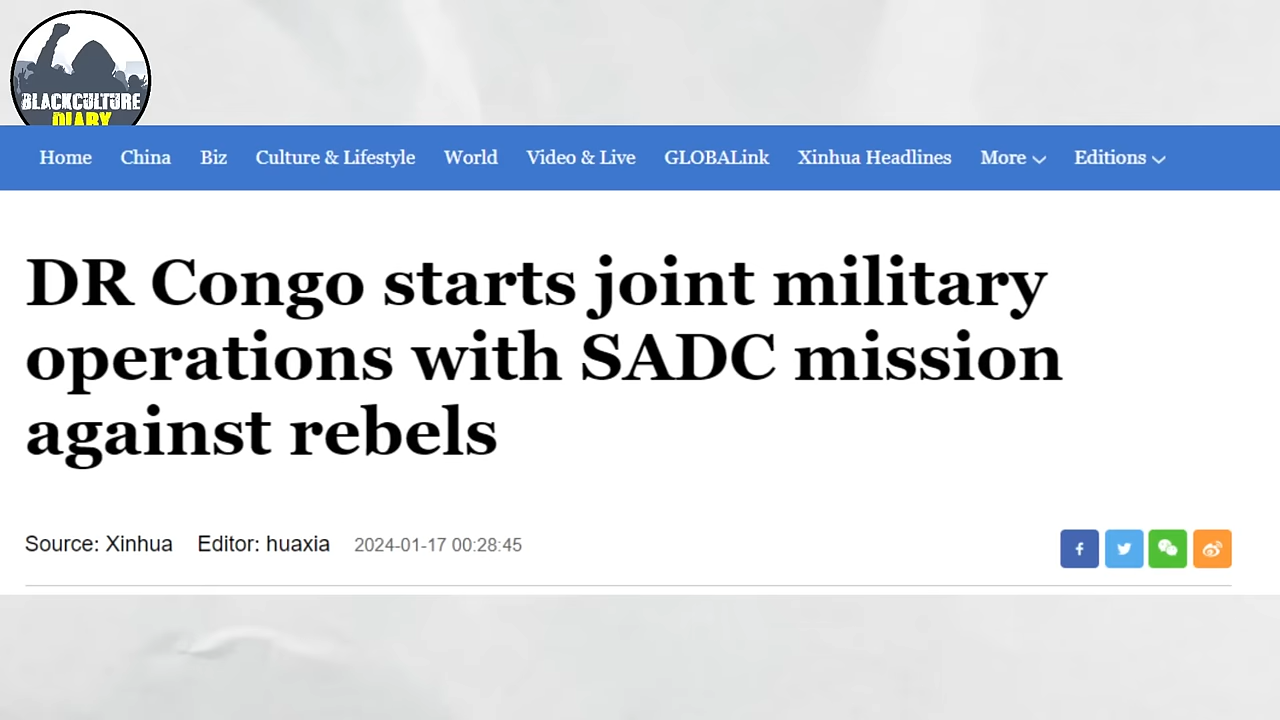 BLACKCULTURE
DIARY
Home China Biz Culture & Lifestyle World Video & Live GLOBALink Xinhua Headlines More Editions
DR Congo starts joint military
operations with SADC mission
against rebels
Source: Xinhua Editor: huaxia 2024-01-17 00:28:45